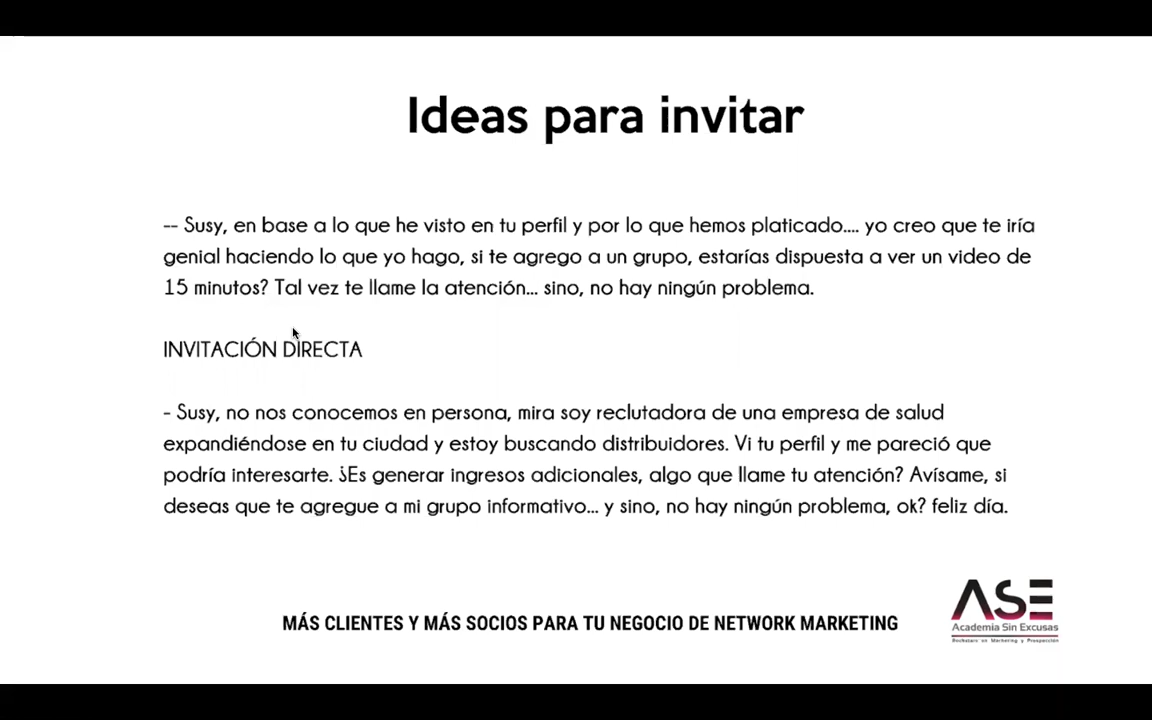 Ideas para invitar
-- Susy, en base a lo que he visto en tu perfil y por lo que hemos platicado.... yo creo que te iría
genial haciendo lo que yo hago, si te agrego a un grupo, estarías dispuesta a ver un video de
15 minutos? Tal vez te llame la atención... sino, no hay ningún problema.
INVITACIÓN DIRECTA
- Susy, no nos conocemos en persona, mira soy reclutadora de una empresa de salud
expandiéndose en tu ciudad y estoy buscando distribuidores. Vi tu perfil y me pareció que
podría interesarte. ¿Es generar ingresos adicionales, algo que llame tu atención? Avísame, si
deseas que te agregue a mi grupo informativo... y sino, no hay ningún problema, ok? feliz día.
MÁS CLIENTES Y MÁS SOCIOS PARA TU NEGOCIO DE NETWORK MARKETING
ASE
Academia Sin Excusas
Rockstars en Marketing y Prospección